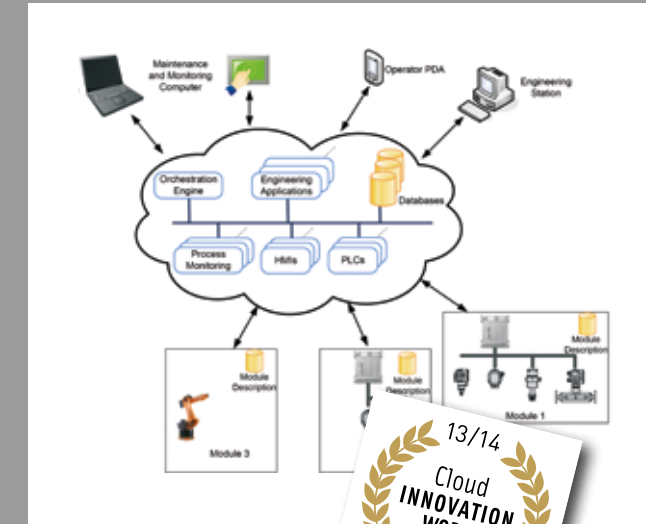 Maintenance
and Monitoring
Computer
Operator PDA
Engineering
Station
Orchestration
Engine
Engineering
Applications
Databases
Process
Monitoring
HMIs
PLCs
Module
Description
Module 3
Module
Description
Module
Description
Module 1
13/14
Cloud
INNOVATION